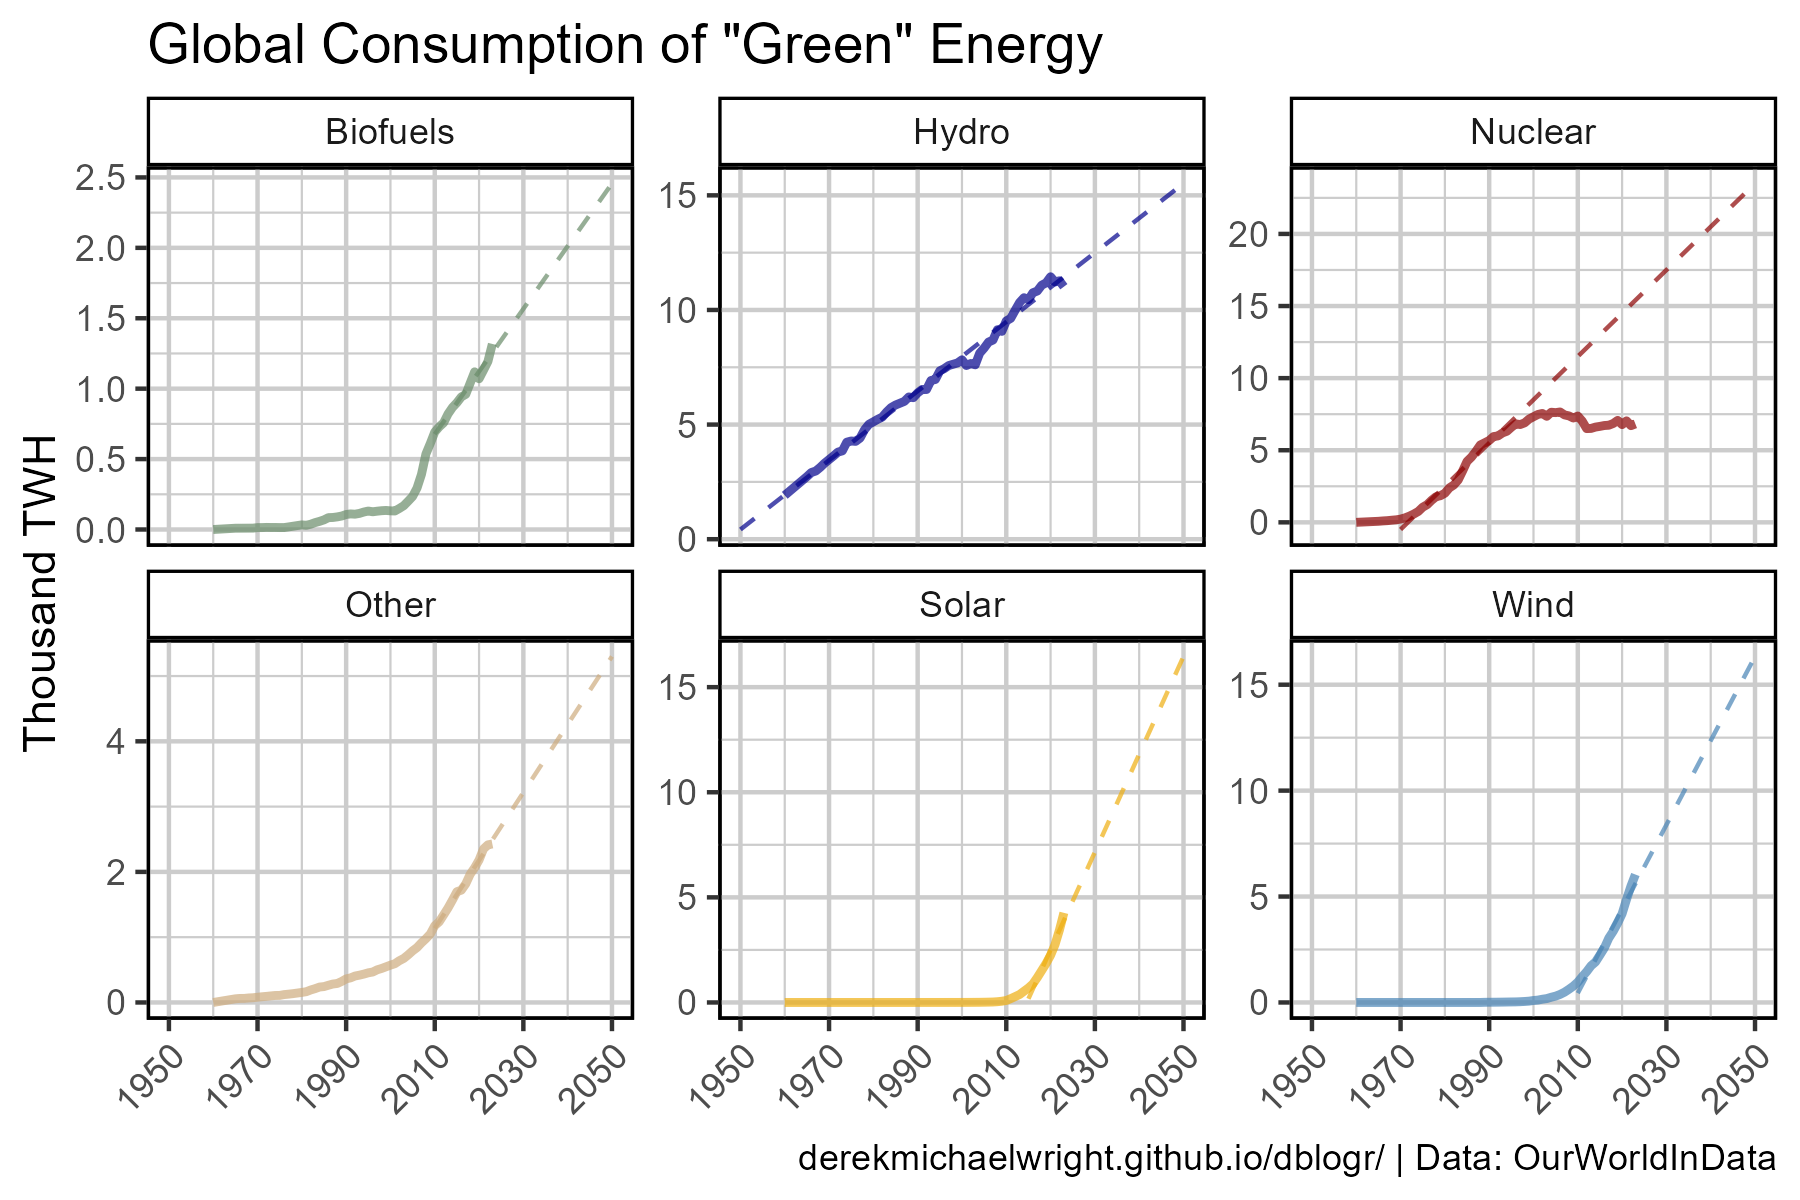 Global Consumption of "Green" Energy
Biofuels
Hydro
Nuclear
2.5
2.0
1.5
1.0
0.5
0.0
15
10
5
0
20
15
10
5
0
Thousand TWH
Other
Solar
Wind
4
2
0
15
10
5
0
15
10
5
0
1950 1970 1990 2010 2030 2050
1950 1970 1990 2010 2030 2050
1950 1970 1990 2010 2030 2050
derekmichaelwright.github.io/dblogr/ | Data: OurWorldInData